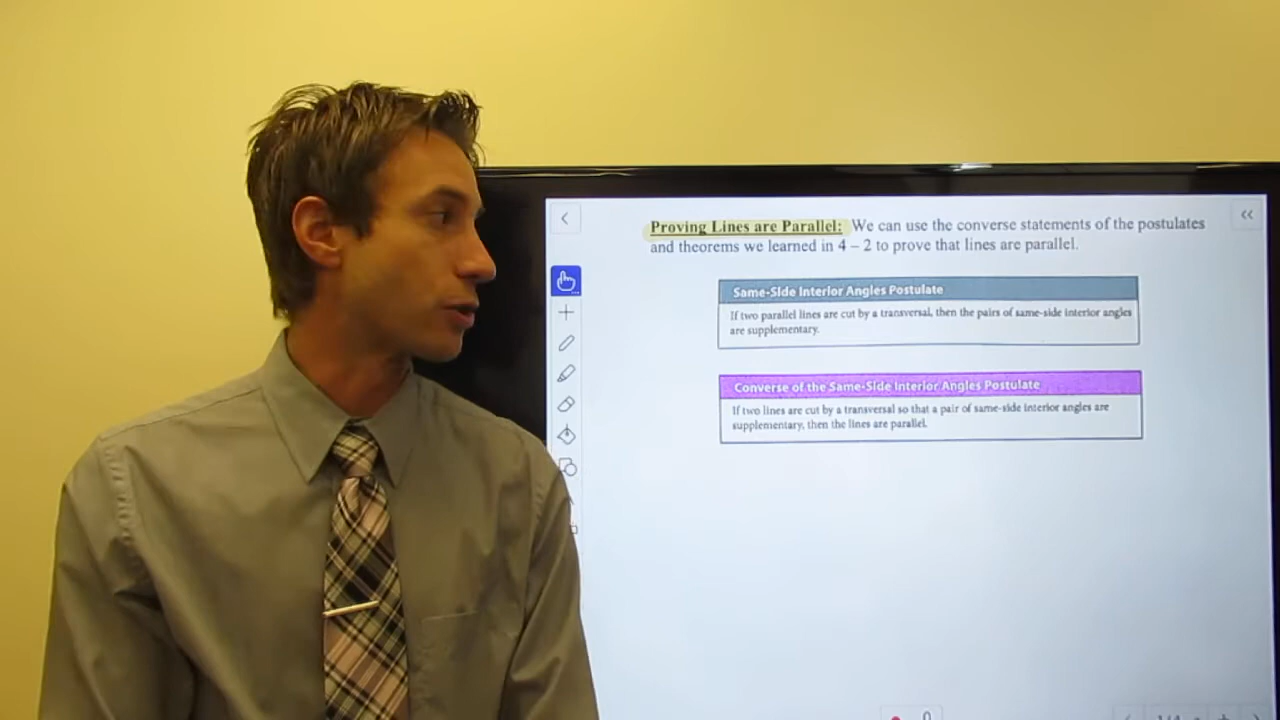 Proving Lines are Parallel: We can use the converse statements of the postulates
and theorems we learned in 4 – 2 to prove that lines are parallel.
Same-Side Interior Angles Postulate
If two parallel lines are cut by a transversal, then the pairs of same-side interior angles
are supplementary.
Converse of the Same-Side Interior Angles Postulate
If two lines are cut by a transversal so that a pair of same-side interior angles are
supplementary, then the lines are parallel.